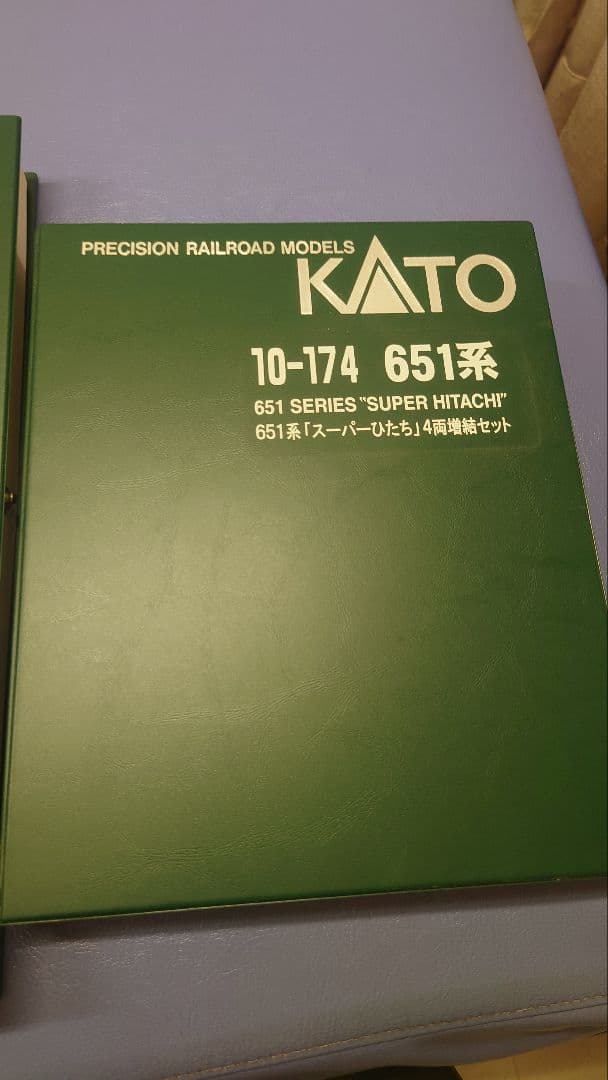 PRECISION RAILROAD MODELS
KATO
10-174 651系
651 SERIES "SUPER HITACHI"
651系「スーパーひたち」4両増結セット